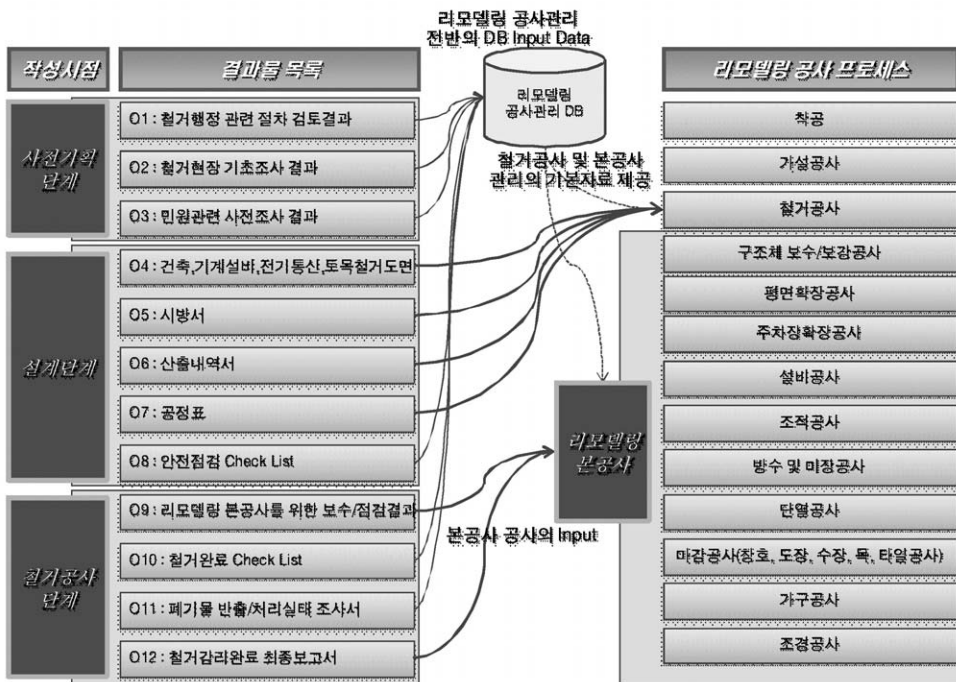 리모델링 공사관리
전반의 DB Input Data
작성시점
결과물 목록
리모델링 공사 프로세스
리모델링
공사관리 DB
사전기획
단계
O1 : 철거행정 관련 절차 검토결과
O2 : 철거현장 기초조사 결과
O3 : 민원관련 사전조사 결과
철거공사 및 본공사
관리의 기본자료 제공
설계단계
O4 : 건축,기계설비,전기통신,토목철거도면
O5 : 시방서
O6 : 산출내역서
O7 : 공정표
O8 : 안전점검 Check List
철거공사
단계
O9 : 리모델링 본공사를 위한 보수/점검결과
O10 : 철거완료 Check List
O11 : 폐기물 반출/처리실태 조사서
O12 : 철거감리완료 최종보고서
리모델링
본공사
본공사 공사의 Input
착공
가설공사
철거공사
구조체 보수/보강공사
평면확장공사
주차장확장공사
설비공사
조적공사
방수 및 미장공사
단열공사
마감공사(창호, 도장, 수장, 목, 타일공사)
가구공사
조경공사